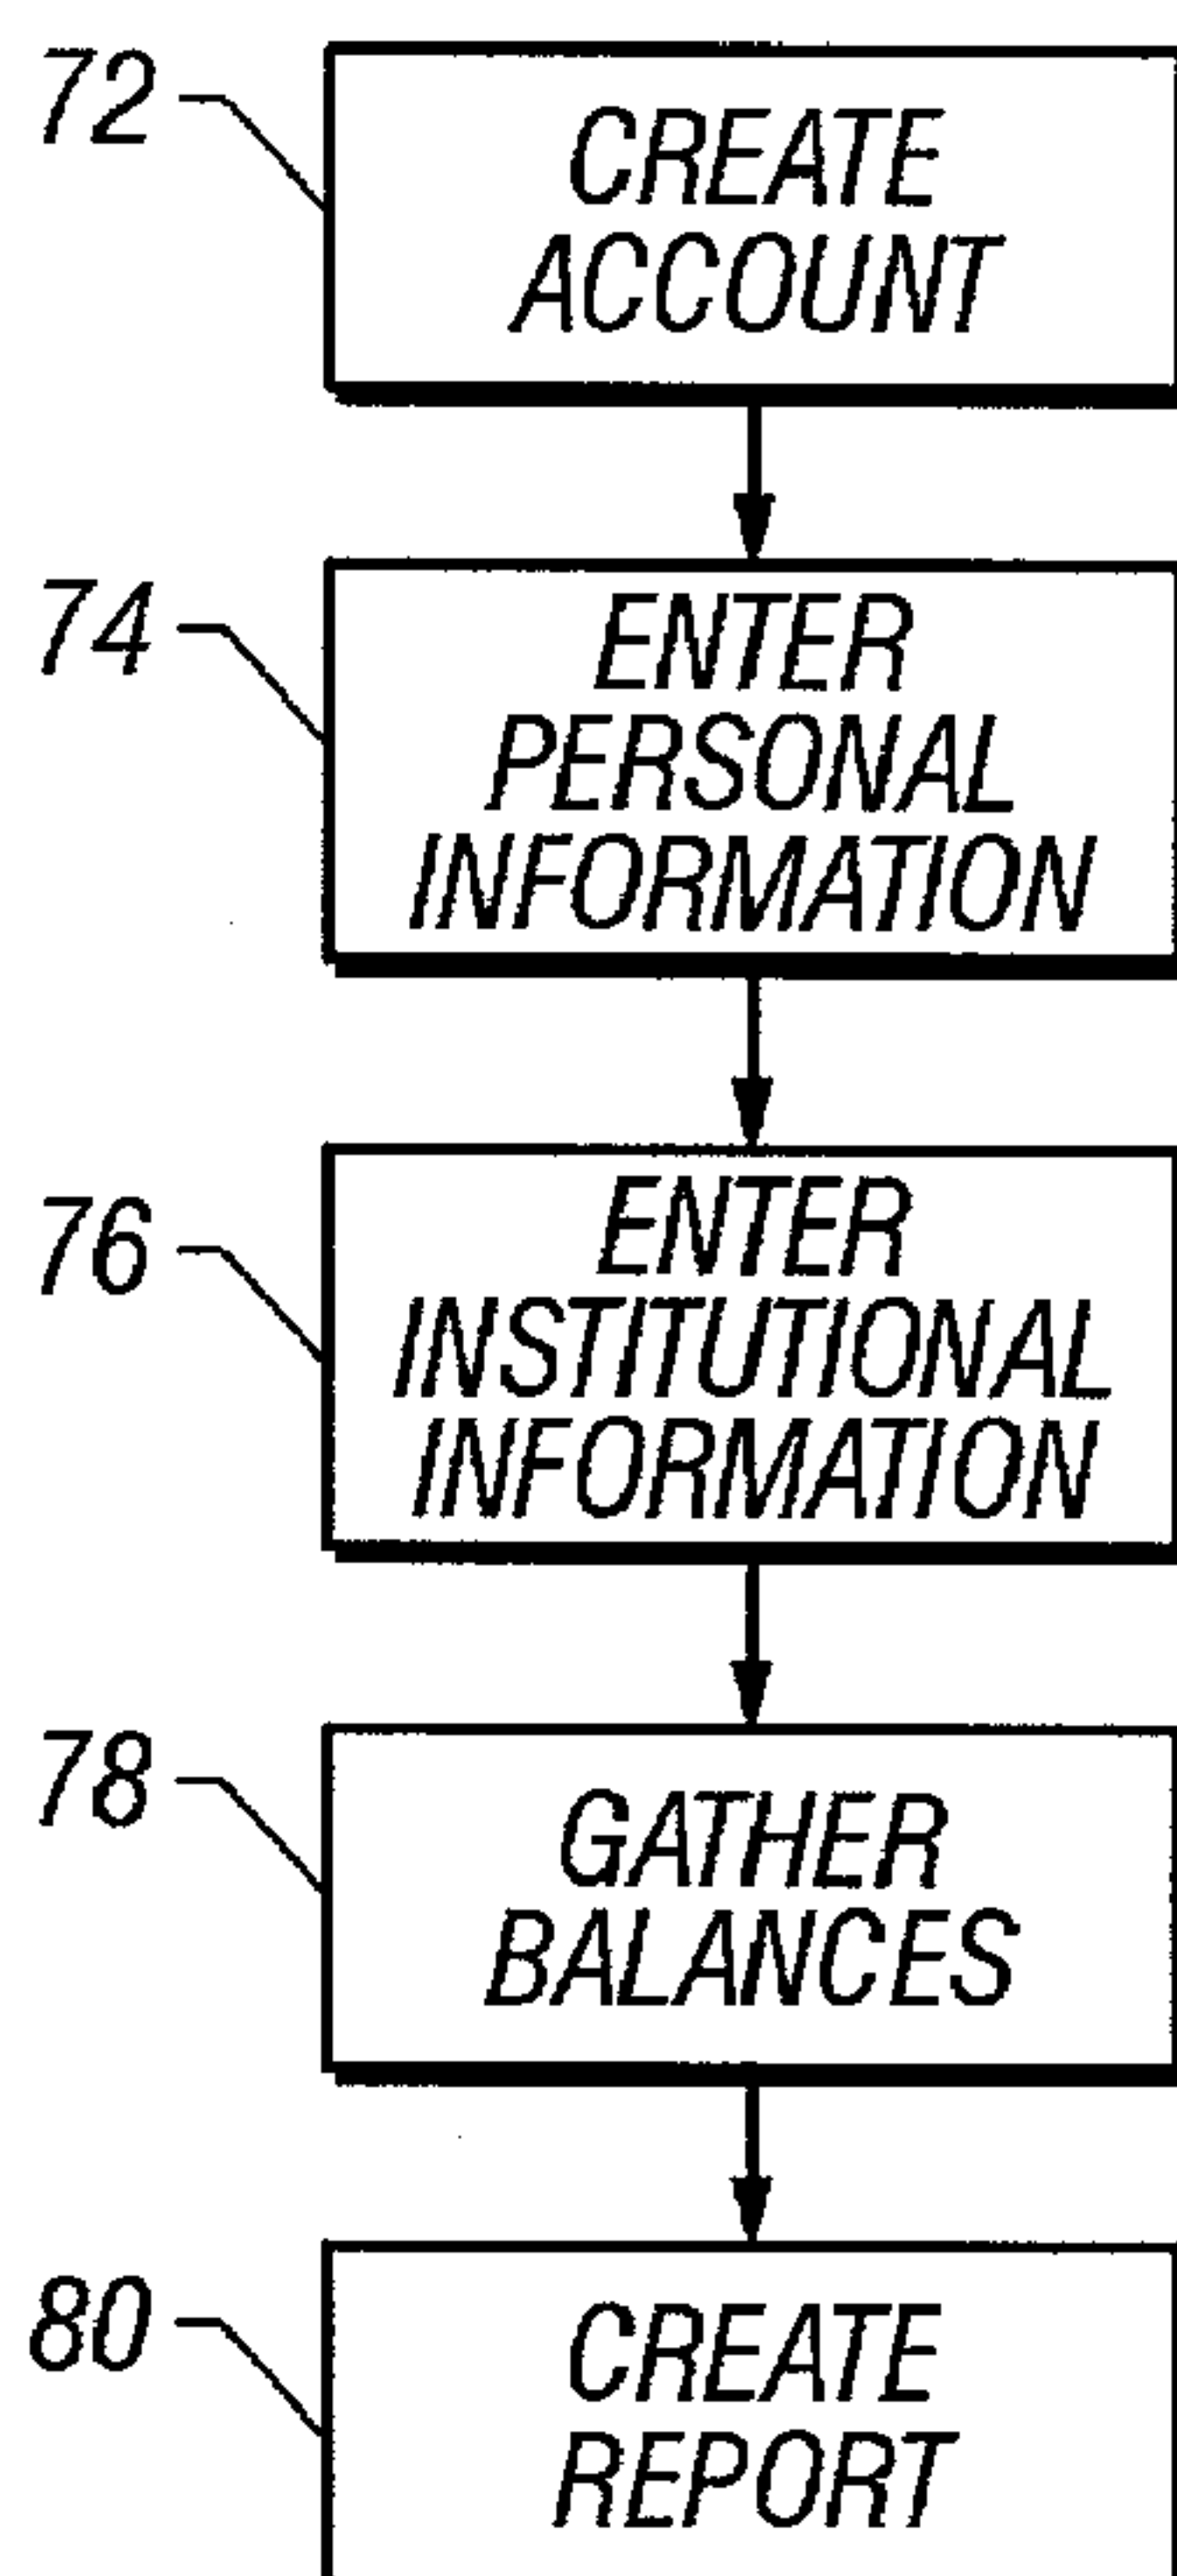 72
CREATE
ACCOUNT
74
ENTER
PERSONAL
INFORMATION
76
ENTER
INSTITUTIONAL
INFORMATION
78
GATHER
BALANCES
80
CREATE
REPORT